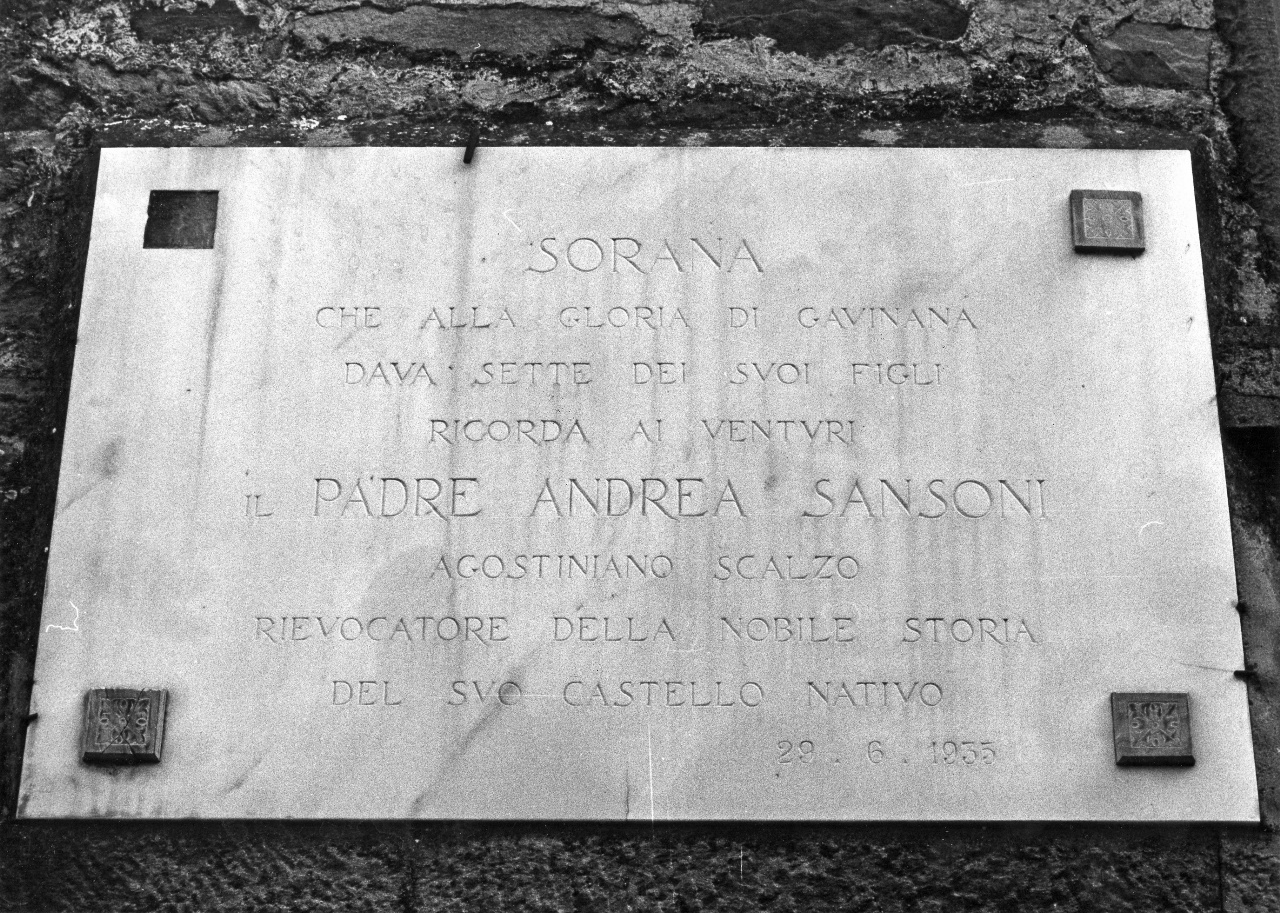 SORANA
CHE ALLA GLORIA DI GAVINANA
DAVA SETTE DEI SVOI FIGLI
RICORDA AI VENTVRI
IL PADRE ANDREA SANSONI
AGOSTINIANO SCALZO
RIEVOCATORE DELLA NOBILE STORIA
DEL SVO CASTELLO NATIVO
29 . 6 . 1935